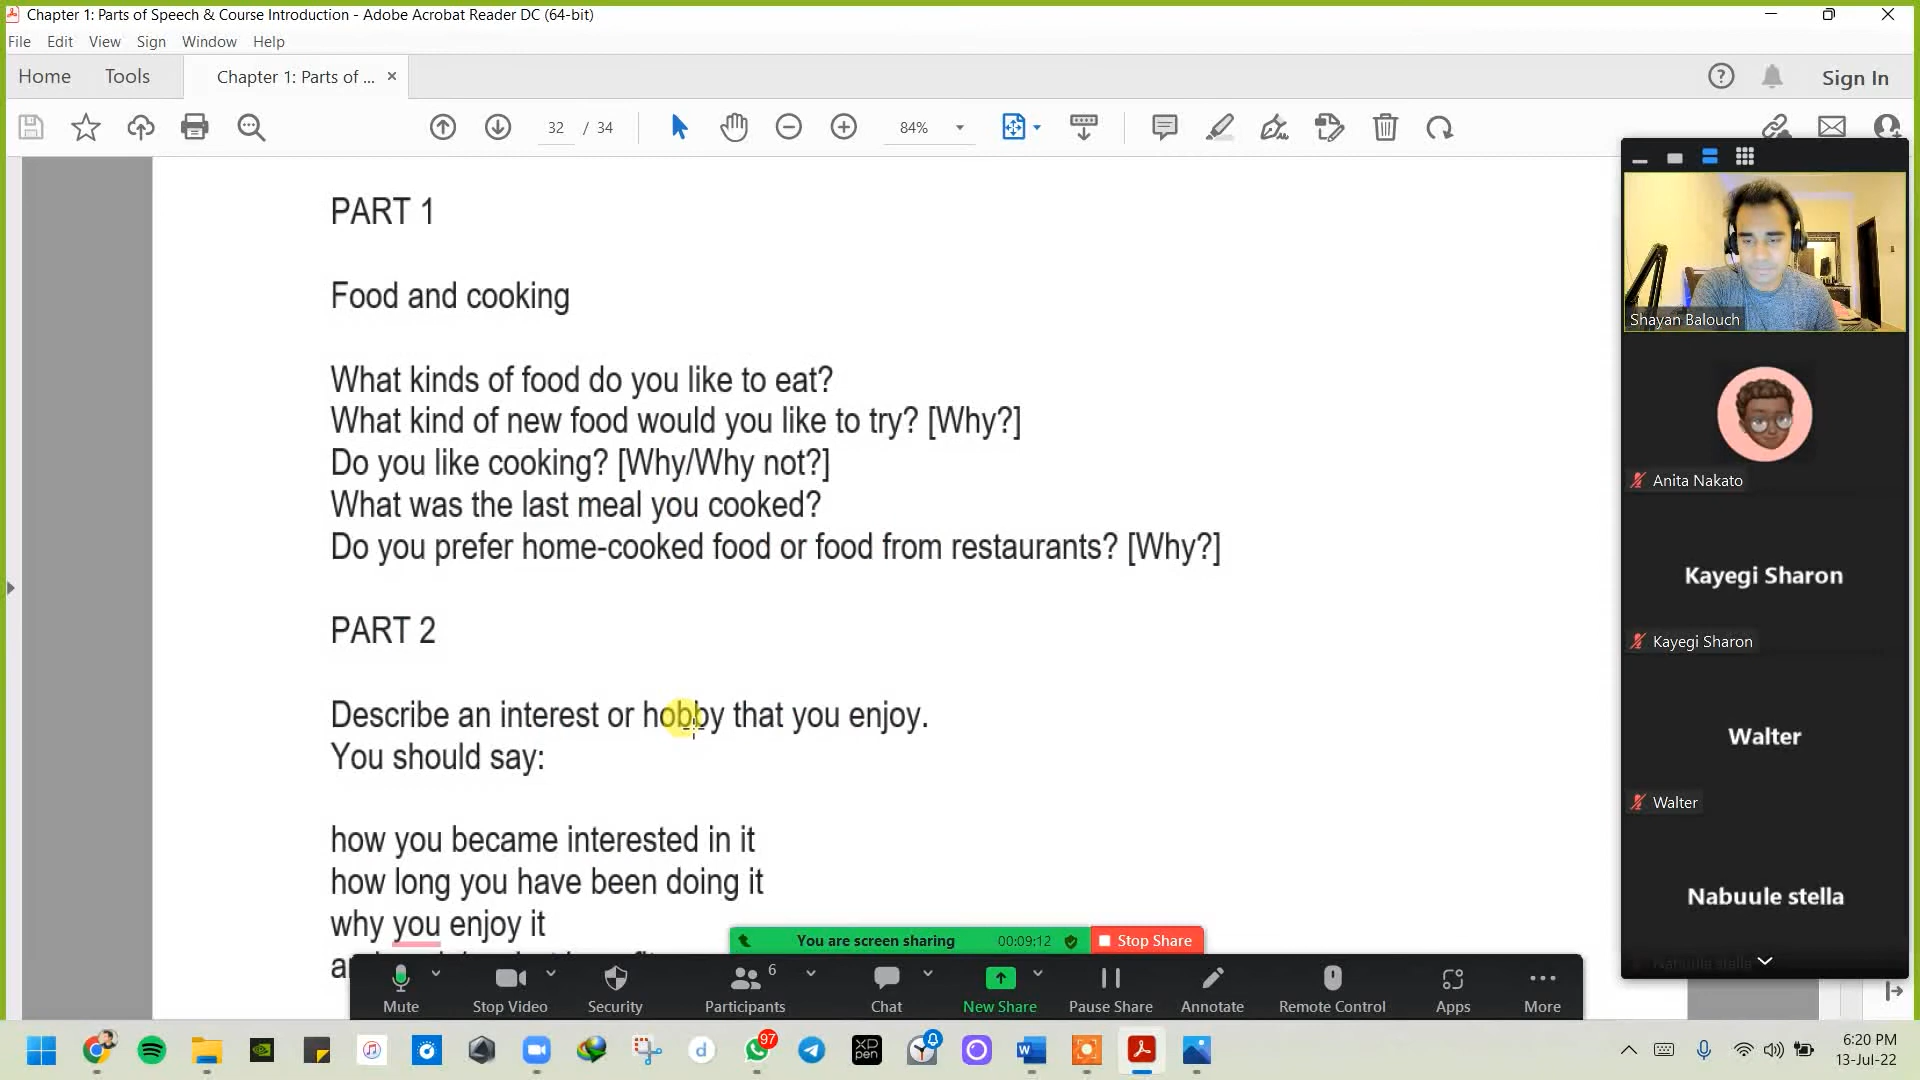 Chapter 1: Parts of Speech & Course Introduction - Adobe Acrobat Reader DC (64-bit)
File Edit View Sign Window Help
Home Tools Chapter 1: Parts of ... × Sign In
32 / 34 84%
PART 1
Food and cooking
What kinds of food do you like to eat?
What kind of new food would you like to try? [Why?]
Do you like cooking? [Why/Why not?]
What was the last meal you cooked?
Do you prefer home-cooked food or food from restaurants? [Why?]
PART 2
Describe an interest or hobby that you enjoy.
You should say:
how you became interested in it
how long you have been doing it
why you enjoy it
Shayan Balouch
Anita Nakato
Kayegi Sharon
Kayegi Sharon
Walter
Walter
Nabuule stella
Nabuula stella
You are screen sharing 00:09:12 Stop Share
6
Mute Stop Video Security Participants Chat New Share Pause Share Annotate Remote Control Apps More
97
XP
pen
6:20 PM
13-Jul-22